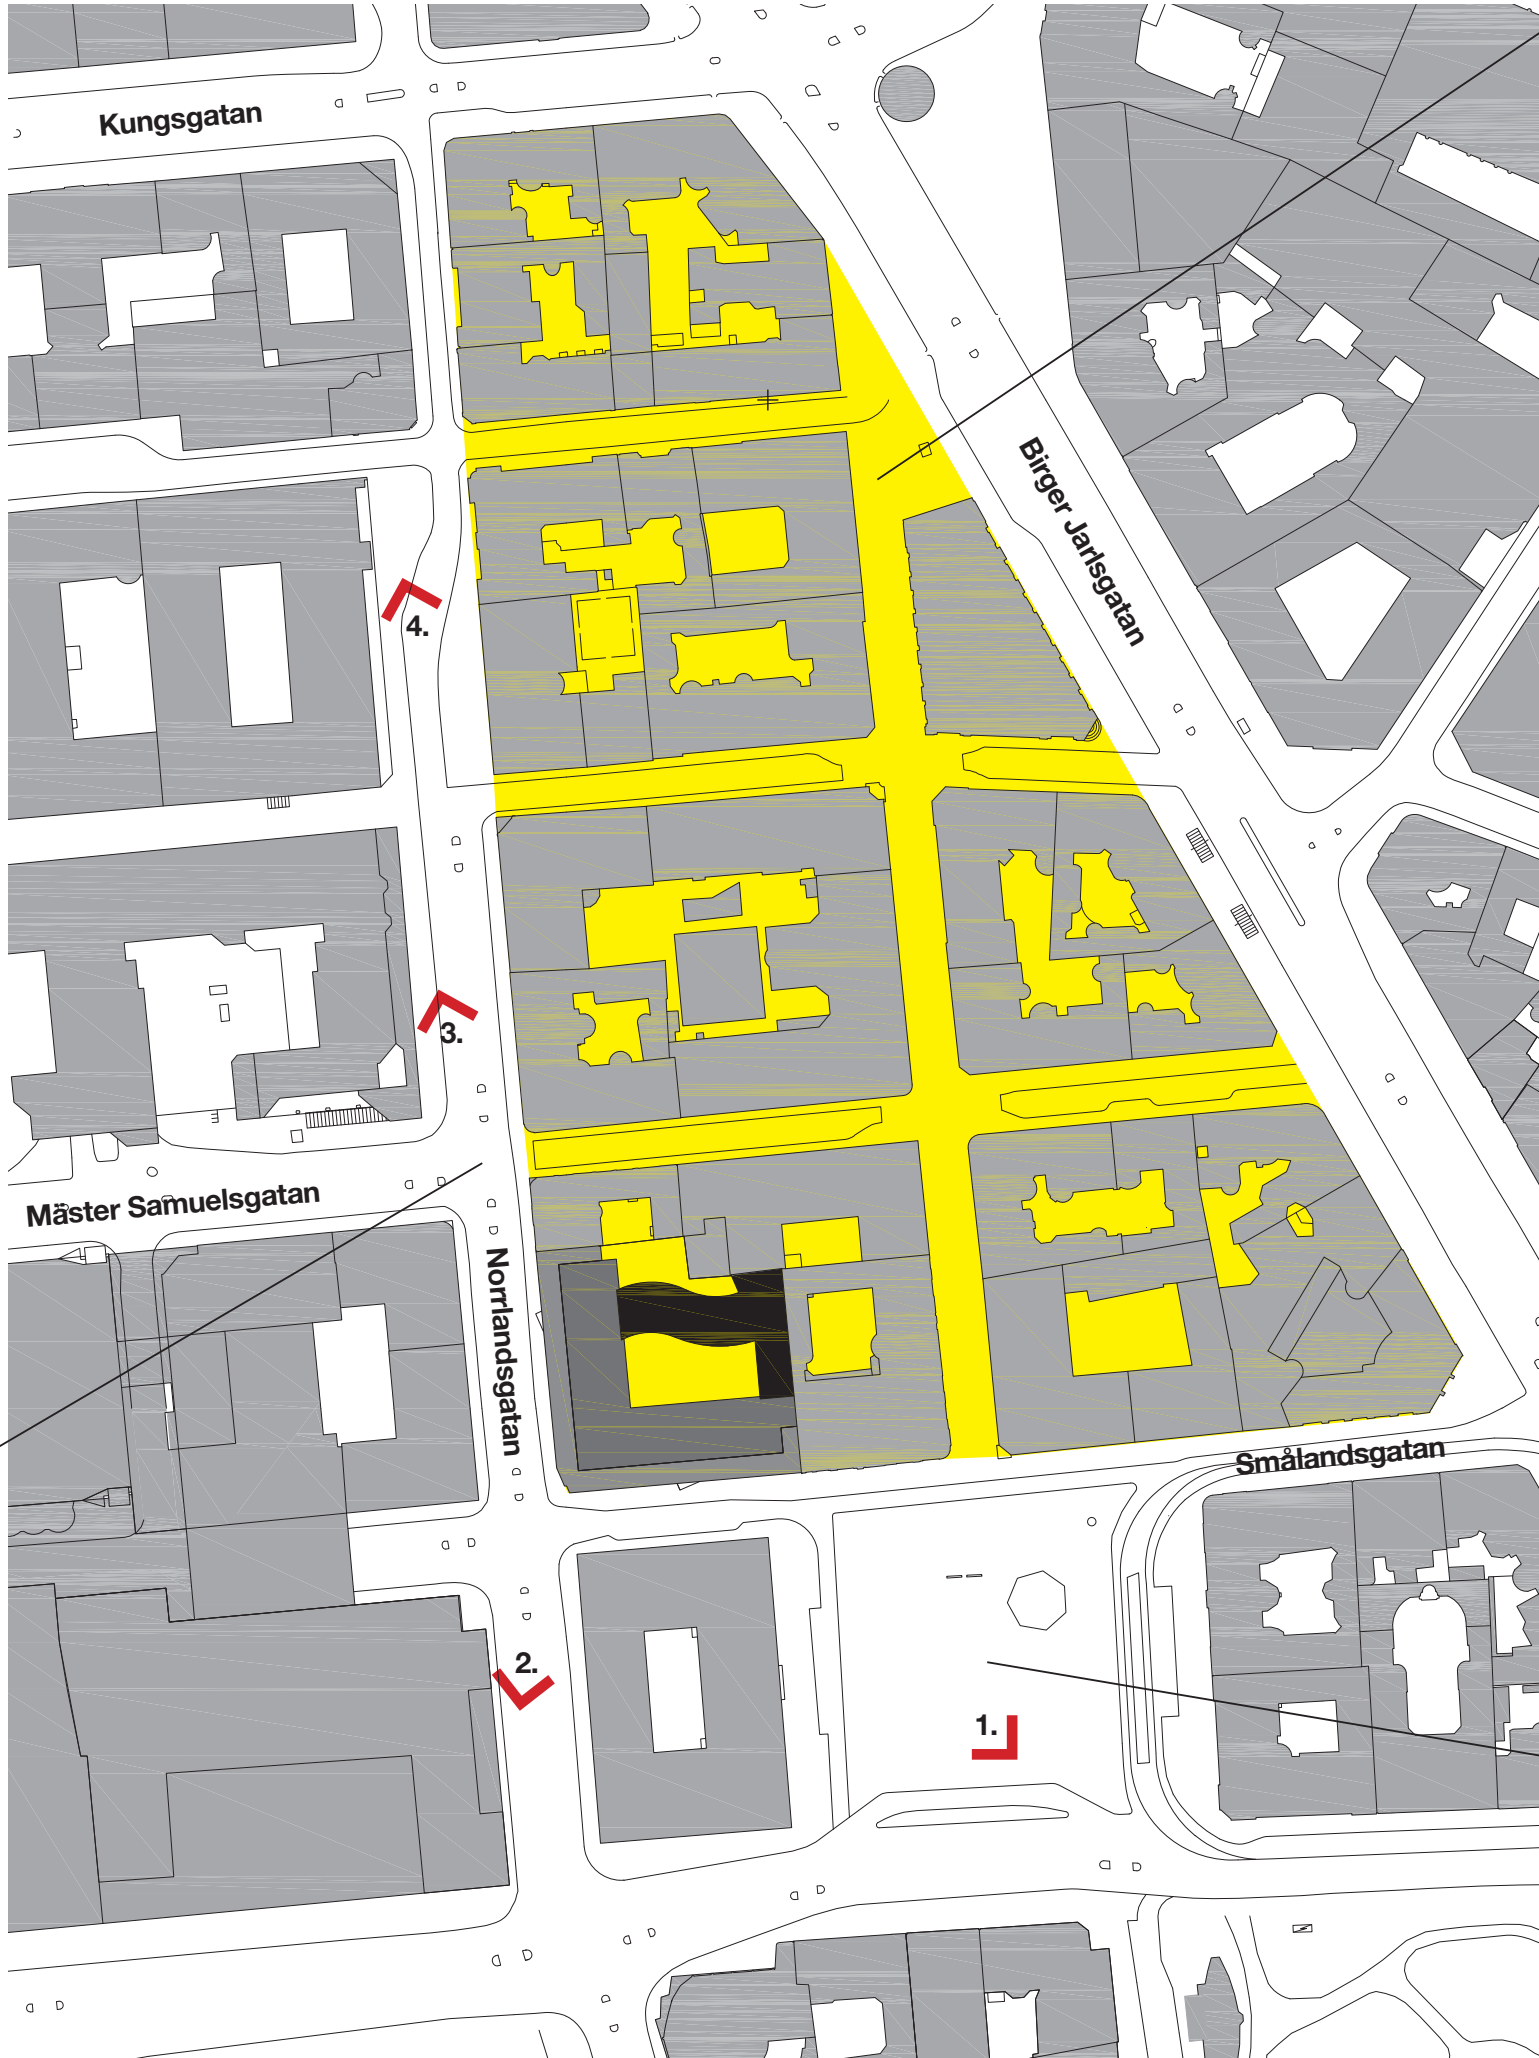 Kungsgatan
Birger Jarlsgatan
4.
3.
Mäster Samuelsgatan
Norrlandsgatan
Smålandsgatan
2.
1.